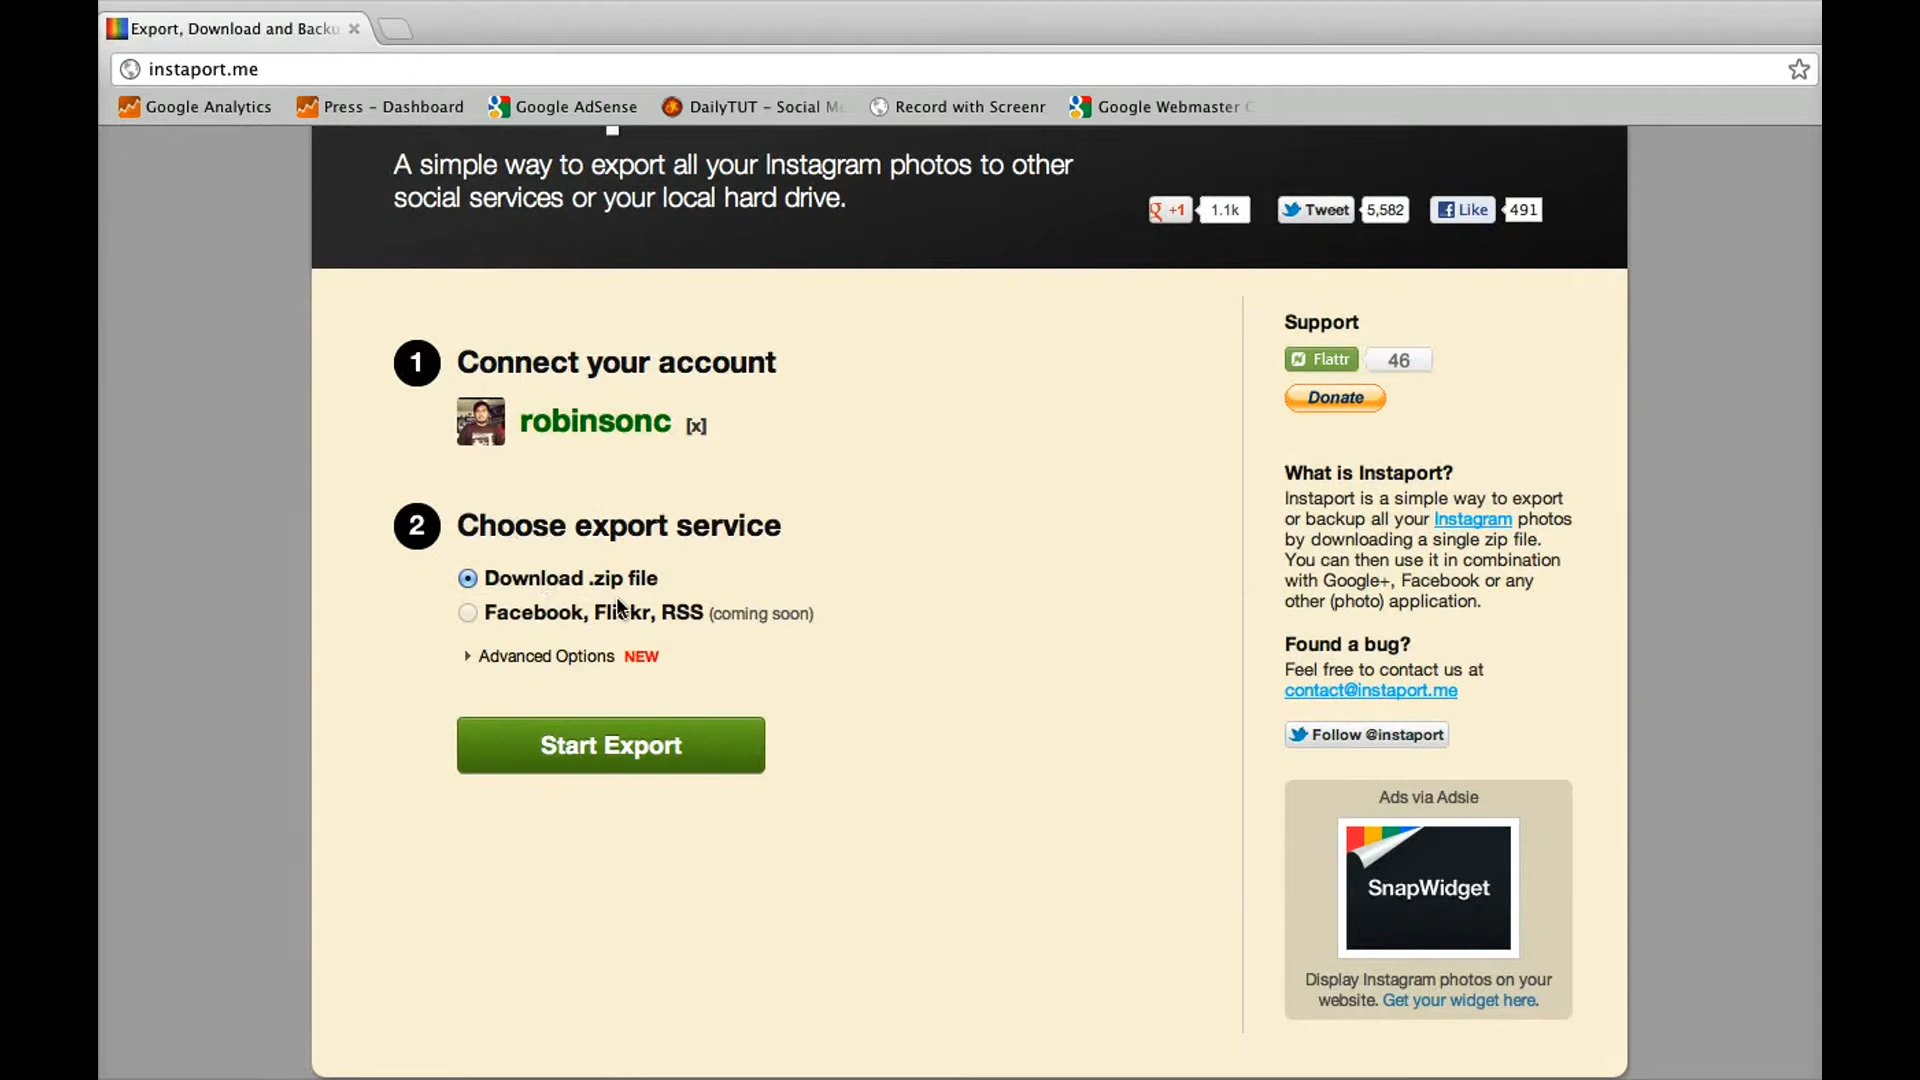 Export, Download and Backu
instaport.me
Google Analytics
Press – Dashboard
Google AdSense
DailyTUT – Social Me
Record with Screenr
Google Webmaster C
A simple way to export all your Instagram photos to other
social services or your local hard drive.
+1 1.1k
Tweet 5,582
Like 491
1 Connect your account
robinsonc [x]
2 Choose export service
Download .zip file
Facebook, Flickr, RSS (coming soon)
Advanced Options NEW
Start Export
Support
Flattr 46
Donate
What is Instaport?
Instaport is a simple way to export
or backup all your Instagram photos
by downloading a single zip file.
You can then use it in combination
with Google+, Facebook or any
other (photo) application.
Found a bug?
Feel free to contact us at
contact@instaport.me
Follow @instaport
Ads via Adsie
SnapWidget
Display Instagram photos on your
website. Get your widget here.